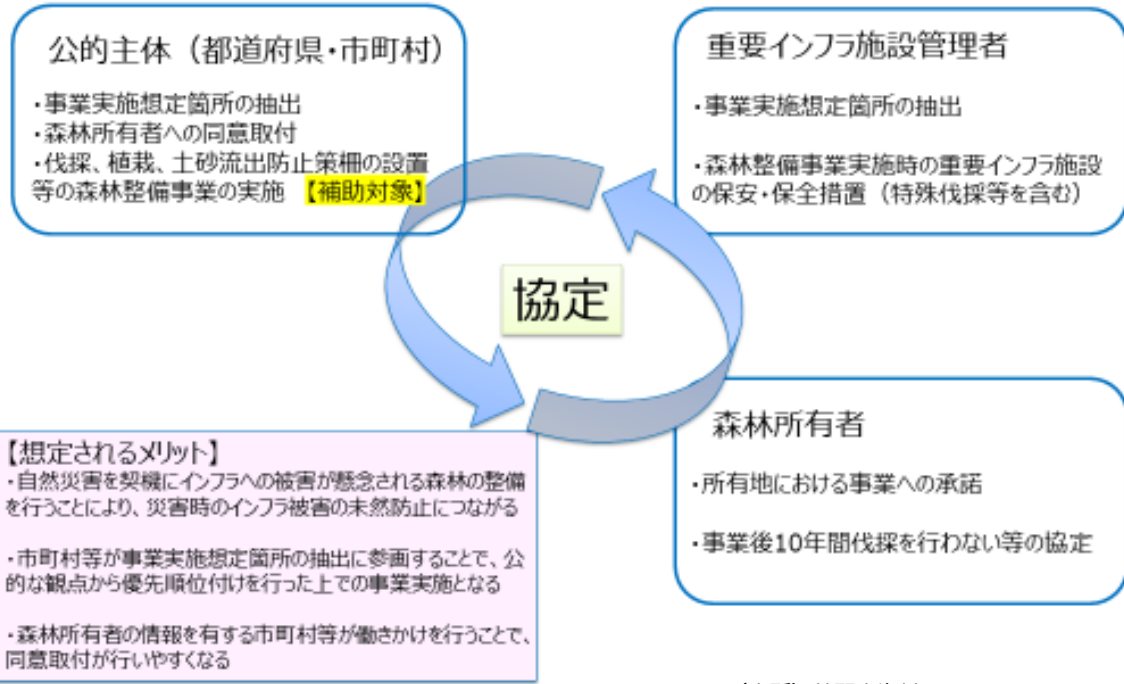 公的主体（都道府県・市町村）
・事業実施想定箇所の抽出
・森林所有者への同意取付
・伐採、植栽、土砂流出防止策柵の設置
等の森林整備事業の実施 【補助対象】
重要インフラ施設管理者
・事業実施想定箇所の抽出
・森林整備事業実施時の重要インフラ施設
の保安・保全措置（特殊伐採等を含む）
協定
【想定されるメリット】
・自然災害を契機にインフラへの被害が懸念される森林の整備
を行うことにより、災害時のインフラ被害の未然防止につながる
・市町村等が事業実施想定箇所の抽出に参画することで、公
的な観点から優先順位付けを行った上での事業実施となる
・森林所有者の情報を有する市町村等が働きかけを行うことで、
同意取付が行いやすくなる
森林所有者
・所有地における事業への承諾
・事業後10年間伐採を行わない等の協定